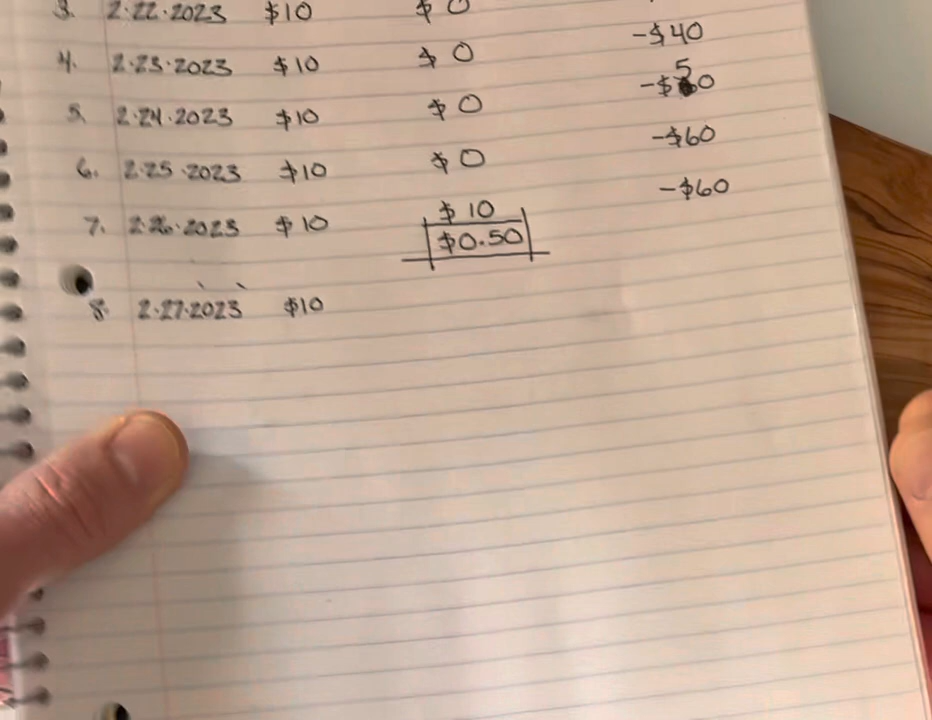 3. 2.22.2023 $10 $0
-$40
4. 2.23.2023 $10 $0
-$50
5. 2.24.2023 $10 $0
-$60
6. 2.25.2023 $10 $0
-$60
7. 2.26.2023 $10 $10
$0.50
8. 2.27.2023 $10